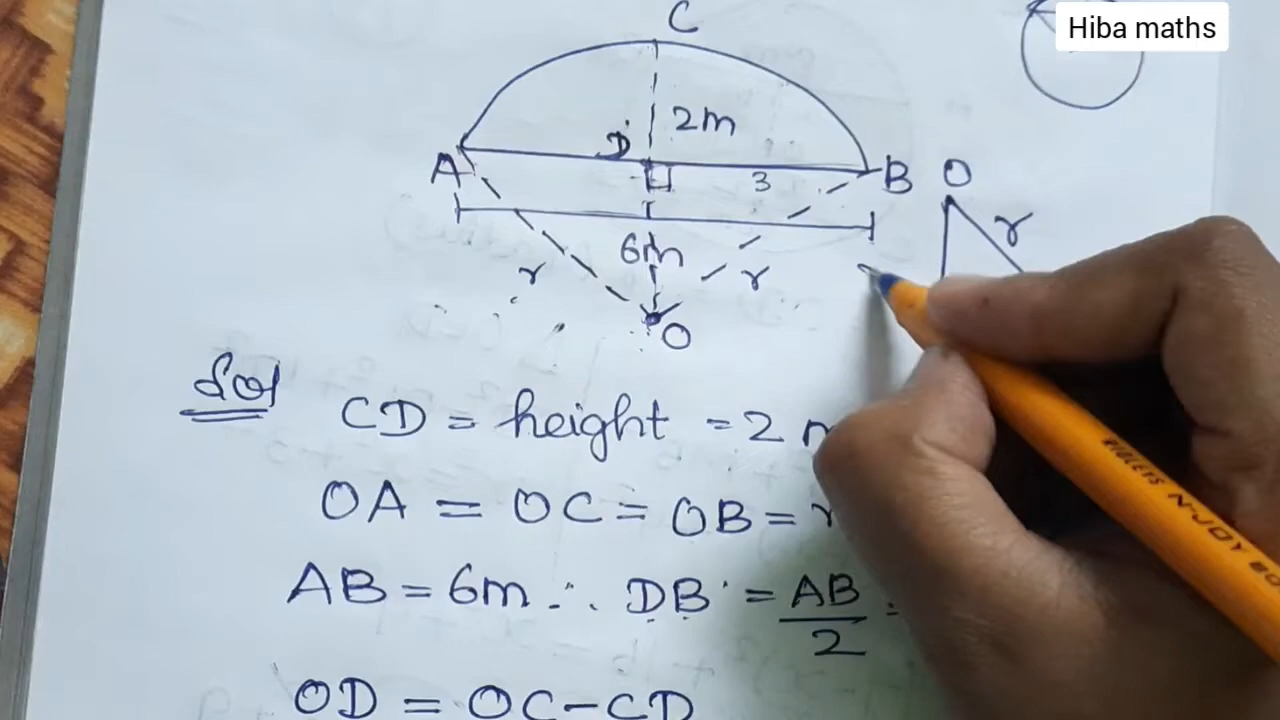 Hiba maths
C
D 2m
A 3 B O
r
6m
r r
O
Sol
CD = height = 2 m
OA = OC = OB = r
AB = 6m ∴ DB = AB/2 =
OD = OC - CD